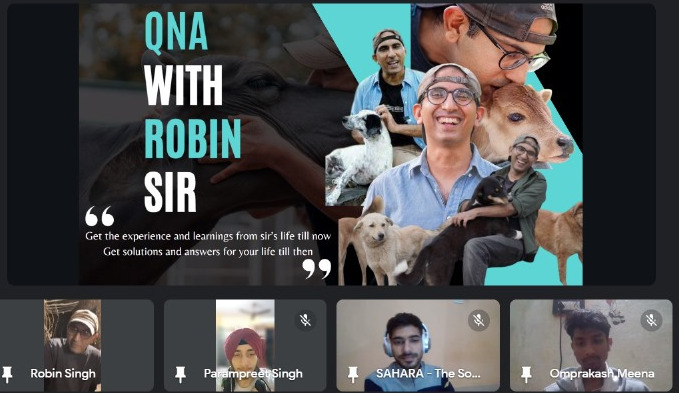 QNA
WITH
ROBIN
SIR
“
Get the experience and learnings from sir's life till now
Get solutions and answers for your life till then
”
Robin Singh
Parampreet Singh
SAHARA - The So...
Omprakash Meena